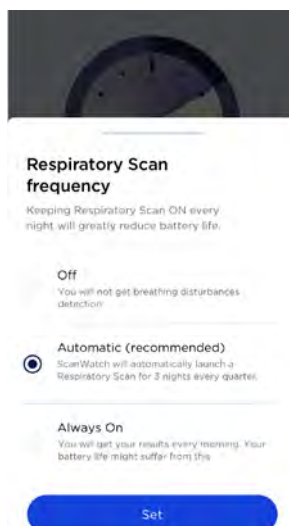 Respiratory Scan
frequency
Keeping Respiratory Scan ON every
night will greatly reduce battery life.
Off
You will not get breathing disturbances
detection
Automatic (recommended)
ScanWatch will automatically launch a
Respiratory Scan for 3 nights every quarter.
Always On
You will get your results every morning. Your
battery life might suffer from this
Set